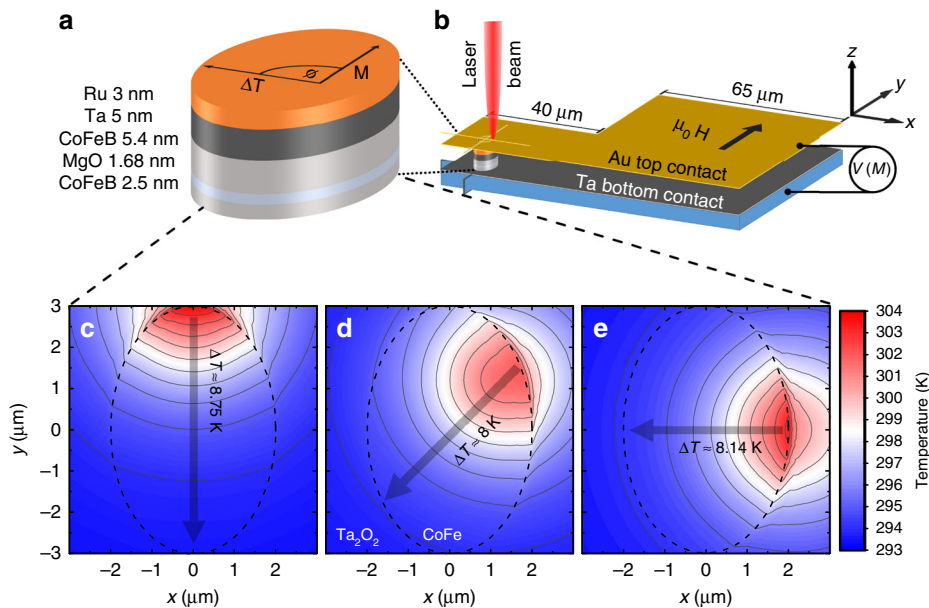 a
ΔT
ϕ
M
Ru 3 nm
Ta 5 nm
CoFeB 5.4 nm
MgO 1.68 nm
CoFeB 2.5 nm
b
Laser
beam
40 μm
65 μm
μ0 H
Au top contact
Ta bottom contact
V (M)
z
y
x
c
ΔT ≈ 8.75 K
d
ΔT ≈ 8 K
Ta2O2
CoFe
e
ΔT ≈ 8.14 K
y (μm)
3
2
1
0
−1
−2
−3
−2 −1 0 1 2
−2 −1 0 1 2
−2 −1 0 1 2
x (μm)
x (μm)
x (μm)
304
303
302
301
300
299
298
297
296
295
294
293
Temperature (K)